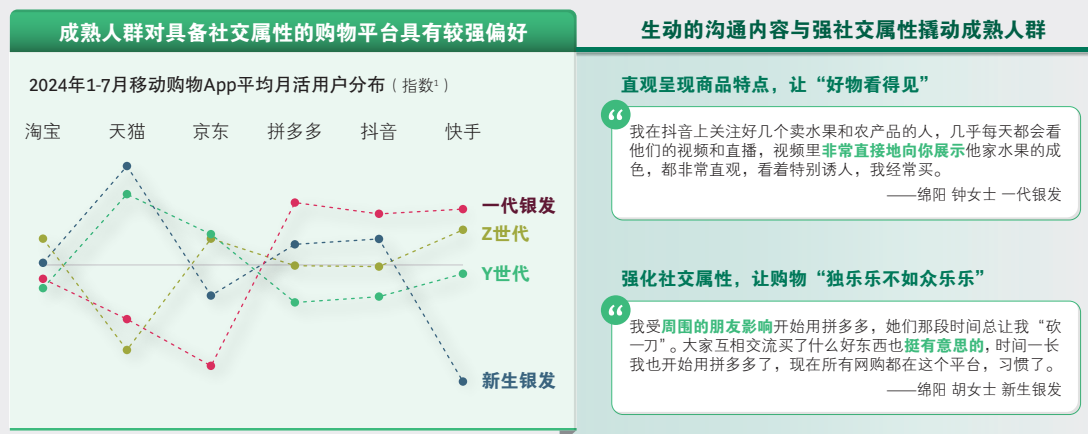 成熟人群对具备社交属性的购物平台具有较强偏好
2024年1-7月移动购物App平均月活用户分布（指数¹）
淘宝 天猫 京东 拼多多 抖音 快手
一代银发
Z世代
Y世代
新生银发
生动的沟通内容与强社交属性撬动成熟人群
直观呈现商品特点，让“好物看得见”
“
我在抖音上关注好几个卖水果和农产品的人，几乎每天都会看
他们的视频和直播，视频里非常直接地向你展示他家水果的成
色，都非常直观，看着特别诱人，我经常买。
——绵阳 钟女士 一代银发
强化社交属性，让购物“独乐乐不如众乐乐”
“
我受周围的朋友影响开始用拼多多，她们那段时间总让我“砍
一刀”。大家互相交流买了什么好东西也挺有意思的，时间一长
我也开始用拼多多了，现在所有网购都在这个平台，习惯了。
——绵阳 胡女士 新生银发